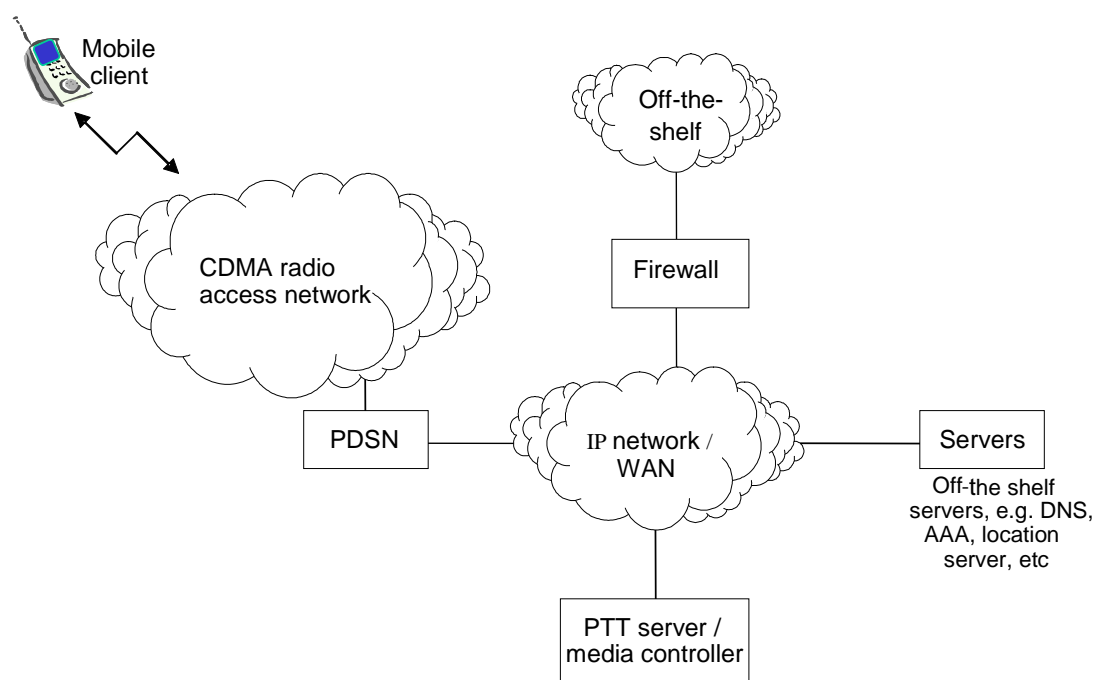 Mobile
client
Off-the-
shelf
CDMA radio
access network
Firewall
PDSN
IP network /
WAN
Servers
Off-the shelf
servers, e.g. DNS,
AAA, location
server, etc
PTT server /
media controller